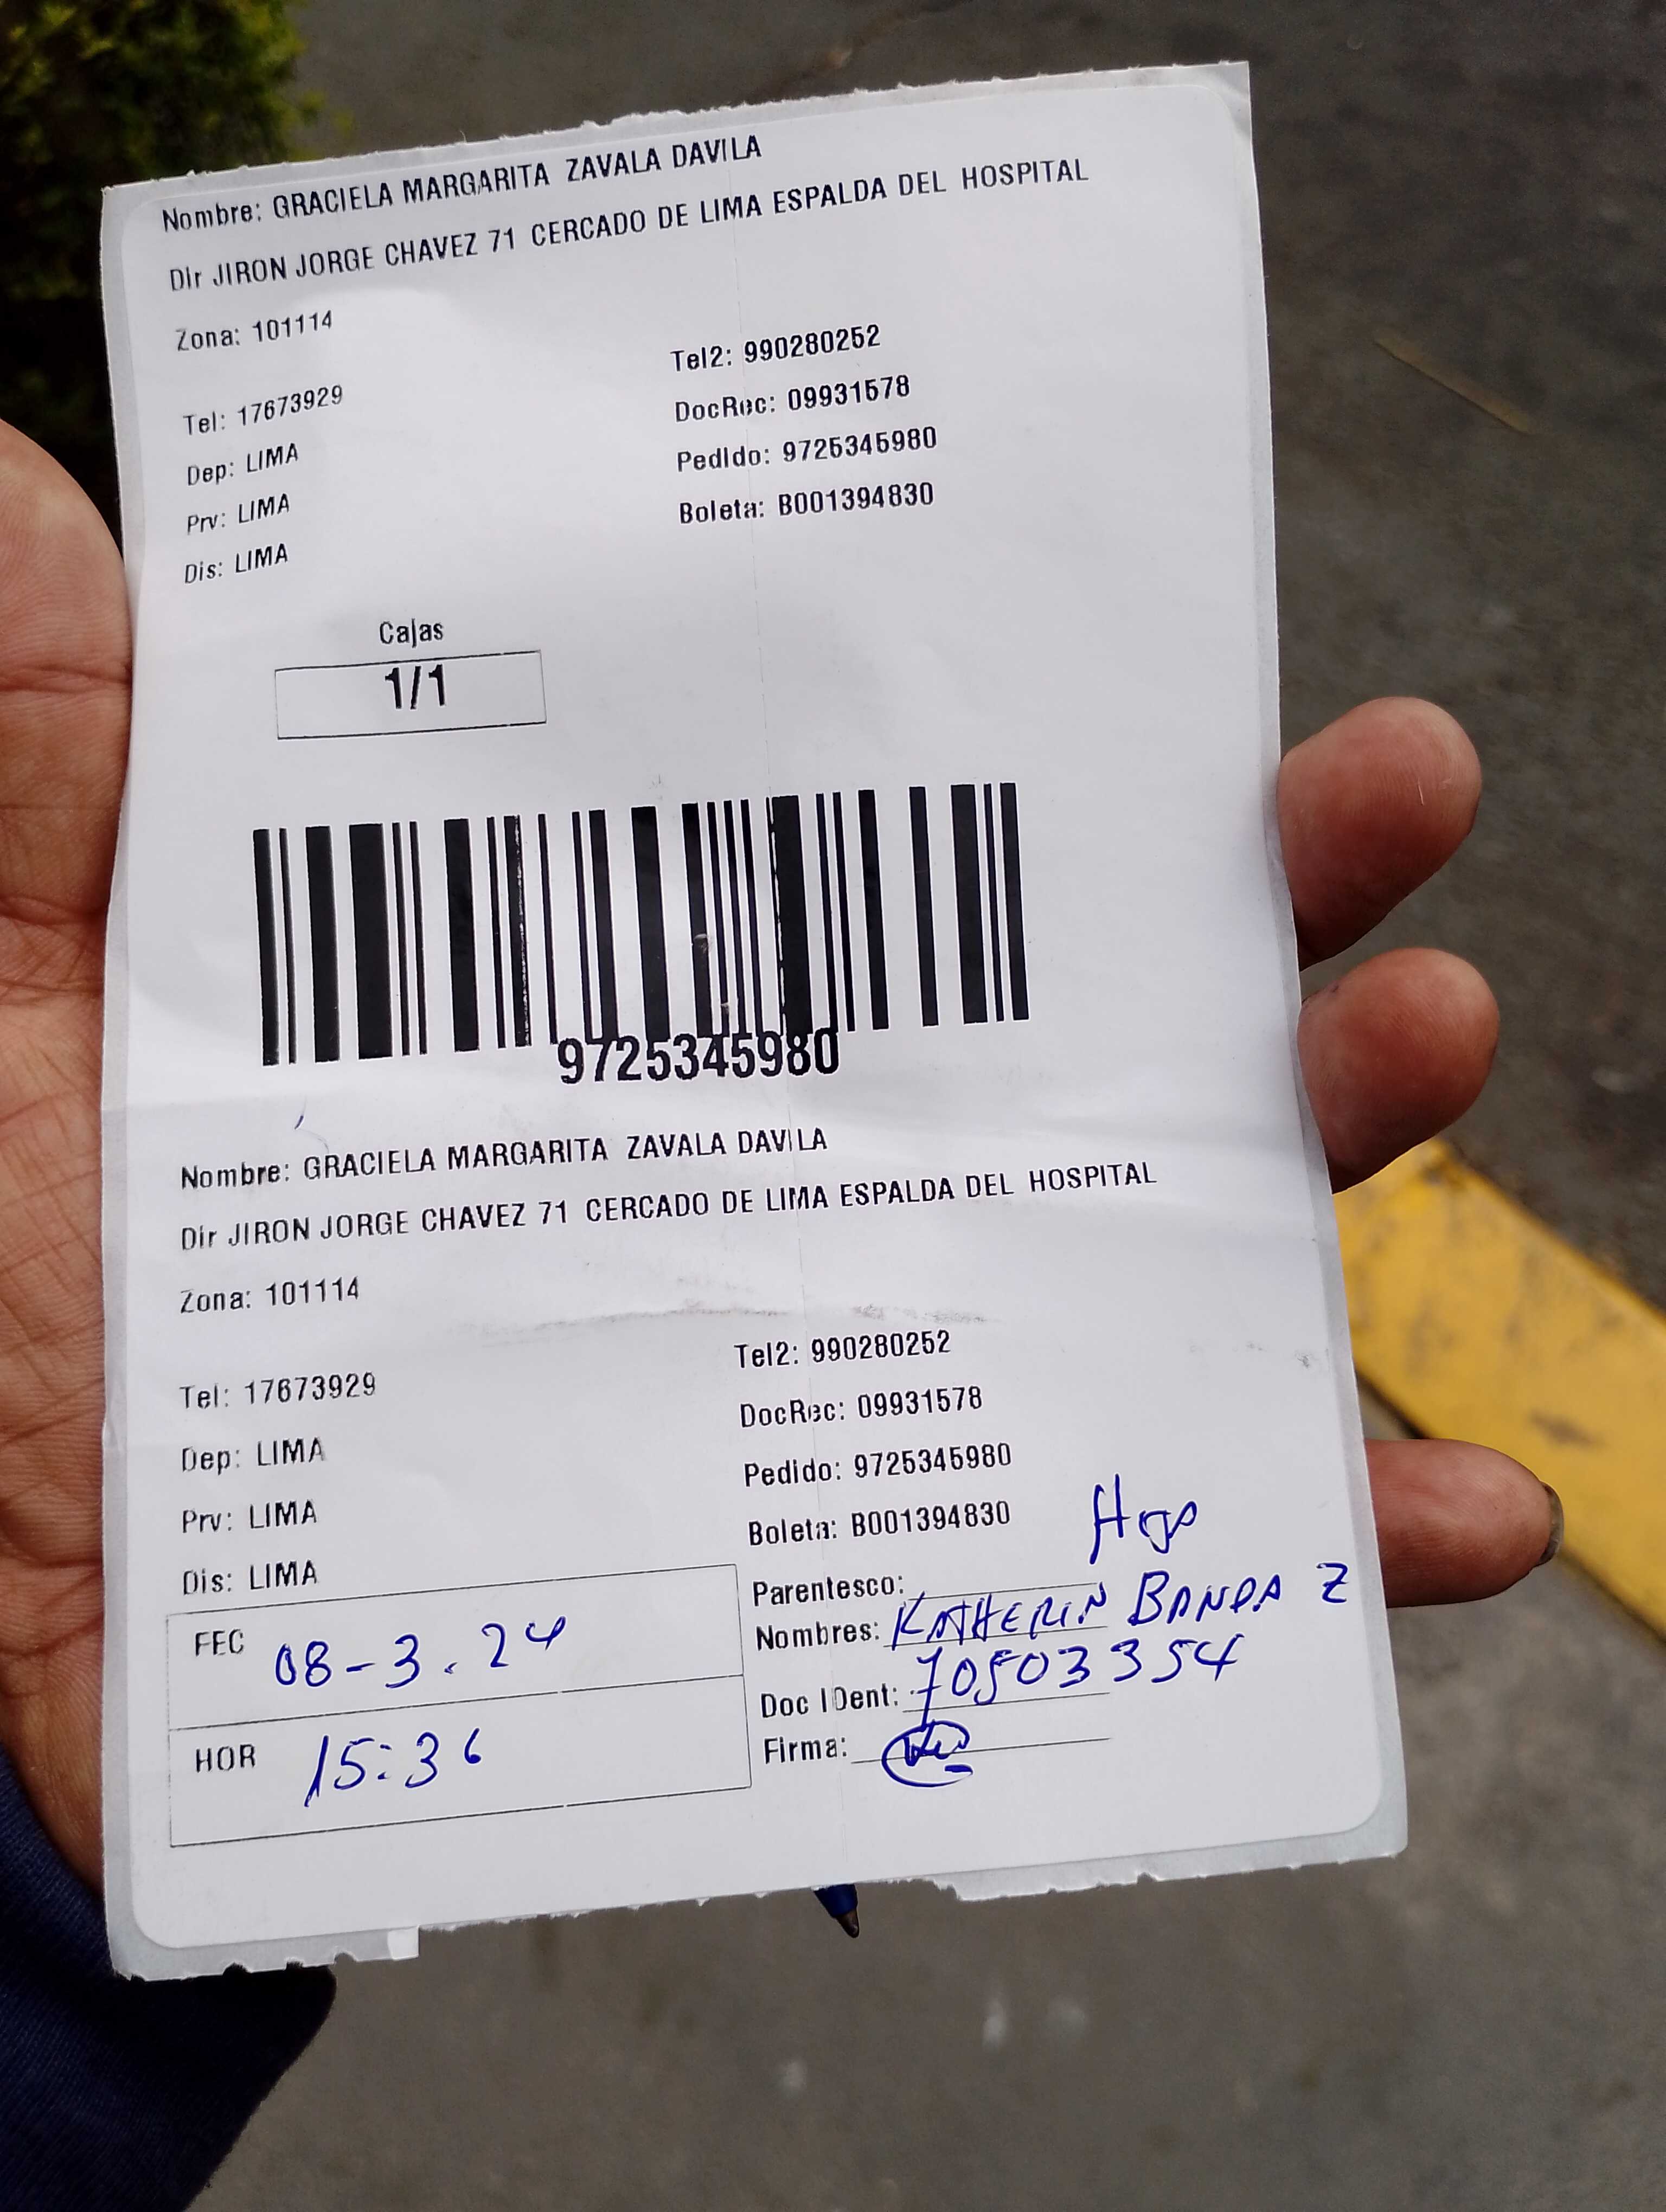 Nombre: GRACIELA MARGARITA ZAVALA DAVILA
Dir JIRON JORGE CHAVEZ 71 CERCADO DE LIMA ESPALDA DEL HOSPITAL
Zona: 101114
Tel2: 990280252
Tel: 17673929
DocRec: 09931578
Dep: LIMA
Pedido: 9725345980
Prv: LIMA
Boleta: B001394830
Dis: LIMA
Cajas
1/1
9725345980
Nombre: GRACIELA MARGARITA ZAVALA DAVILA
Dir JIRON JORGE CHAVEZ 71 CERCADO DE LIMA ESPALDA DEL HOSPITAL
Zona: 101114
Tel2: 990280252
Tel: 17673929
DocRec: 09931578
Dep: LIMA
Pedido: 9725345980
Prv: LIMA
Boleta: B001394830
Dis: LIMA
Parentesco:
FEC 08-3.24
Nombres: KATHERIN BANDA Z
Doc IDent: 70503354
HOR 15:36
Firma: